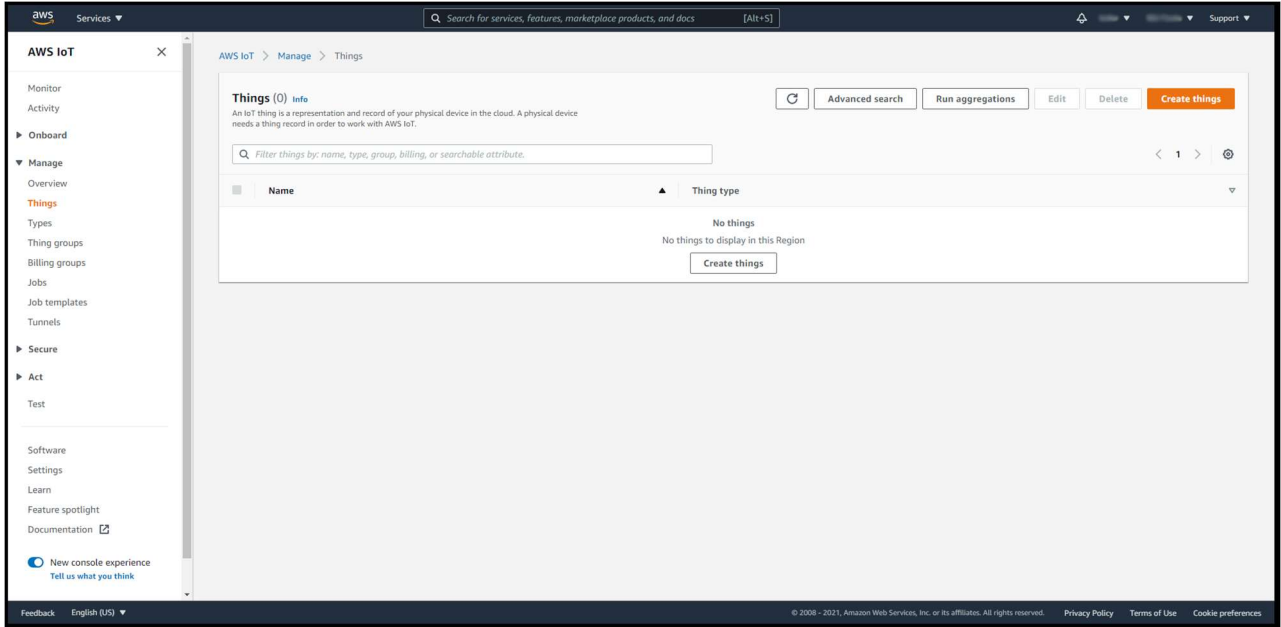 aws Services ▼ Search for services, features, marketplace products, and docs [Alt+S] Support ▼
AWS IoT
Monitor
Activity
Onboard
Manage
Overview
Things
Types
Thing groups
Billing groups
Jobs
Job templates
Tunnels
Secure
Act
Test
Software
Settings
Learn
Feature spotlight
Documentation
New console experience
Tell us what you think
AWS IoT > Manage > Things
Things (0) Info
An IoT thing is a representation and record of your physical device in the cloud. A physical device
needs a thing record in order to work with AWS IoT.
Advanced search Run aggregations Edit Delete Create things
Filter things by: name, type, group, billing, or searchable attribute.
< 1 >
Name Thing type
No things
No things to display in this Region
Create things
Feedback English (US) ▼ © 2008 - 2021, Amazon Web Services, Inc. or its affiliates. All rights reserved. Privacy Policy Terms of Use Cookie preferences